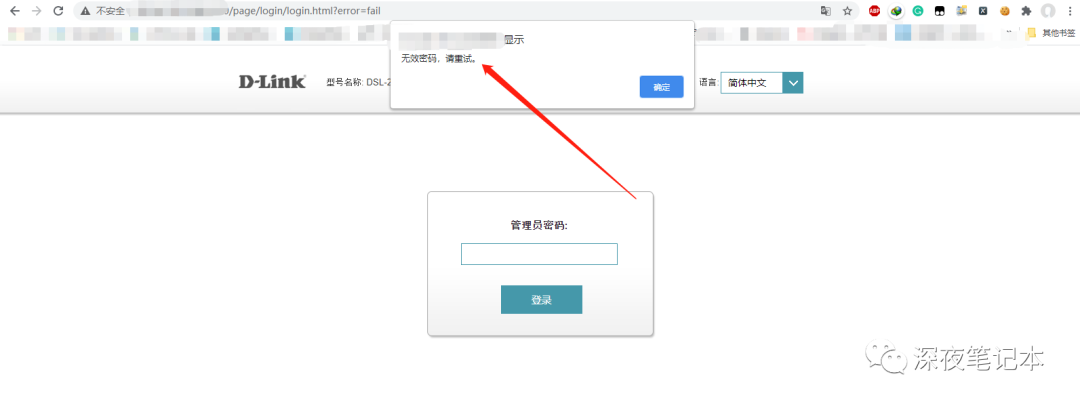 不安全
/page/login/login.html?error=fail
ABP
其他书签
显示
无效密码，请重试。
确定
D-Link
型号名称: DSL-2
语言:
简体中文
管理员密码:
登录
深夜笔记本